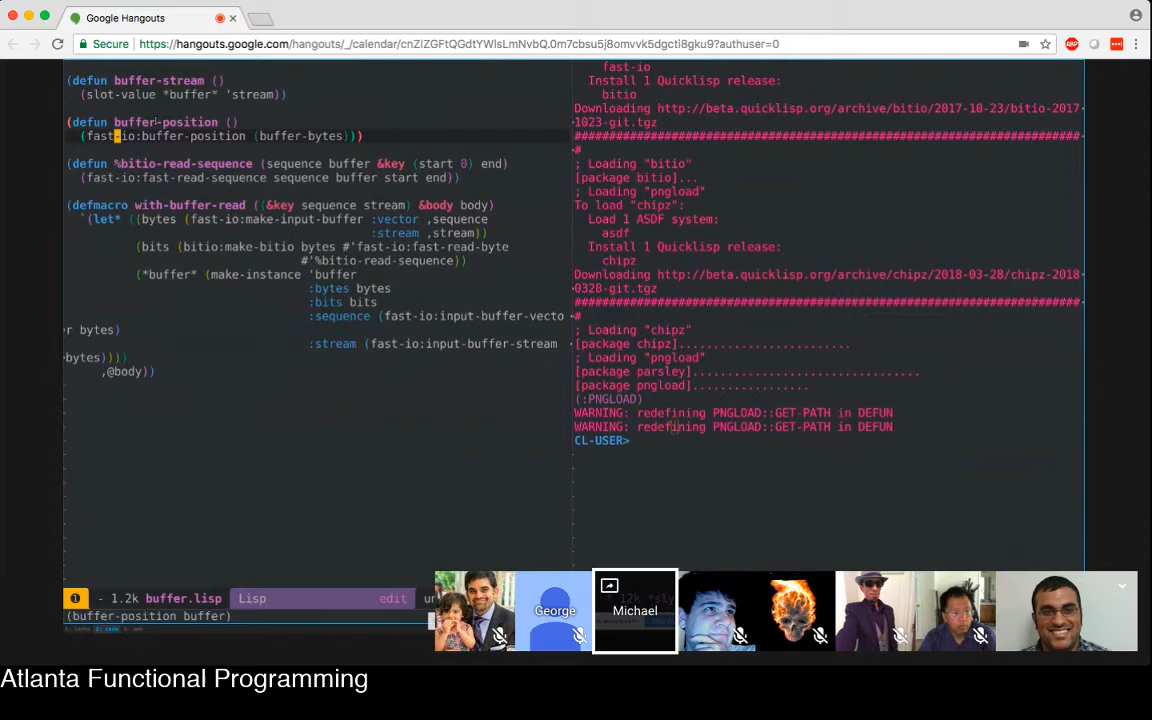 Google Hangouts
Secure https://hangouts.google.com/hangouts/_/calendar/cnZiZGFtQGdtYWlsLmNvbQ.0m7cbsu5j8omvvk5dgcti8gku9?authuser=0
ABP
(defun buffer-stream ()
(slot-value *buffer* 'stream))
(defun buffer-position ()
(fast-io:buffer-position (buffer-bytes)))
(defun %bitio-read-sequence (sequence buffer &key (start 0) end)
(fast-io:fast-read-sequence sequence buffer start end))
(defmacro with-buffer-read ((&key sequence stream) &body body)
`(let* ((bytes (fast-io:make-input-buffer :vector ,sequence
:stream ,stream))
(bits (bitio:make-bitio bytes #'fast-io:fast-read-byte
#'%bitio-read-sequence))
(*buffer* (make-instance 'buffer
:bytes bytes
:bits bits
:sequence (fast-io:input-buffer-vecto
er bytes)
:stream (fast-io:input-buffer-stream
bytes))))
,@body))
- 1.2k buffer.lisp Lisp edit
(buffer-position buffer)
fast-io
Install 1 Quicklisp release:
bitio
Downloading http://beta.quicklisp.org/archive/bitio/2017-10-23/bitio-2017
1023-git.tgz
##########################################################################
#
; Loading "bitio"
[package bitio]...
; Loading "pngload"
To load "chipz":
Load 1 ASDF system:
asdf
Install 1 Quicklisp release:
chipz
Downloading http://beta.quicklisp.org/archive/chipz/2018-03-28/chipz-2018
0328-git.tgz
##########################################################################
#
; Loading "chipz"
[package chipz].......................
; Loading "pngload"
[package parsley].................................
[package pngload].................
(:PNGLOAD)
WARNING: redefining PNGLOAD::GET-PATH in DEFUN
WARNING: redefining PNGLOAD::GET-PATH in DEFUN
CL-USER>
George
Michael
Atlanta Functional Programming